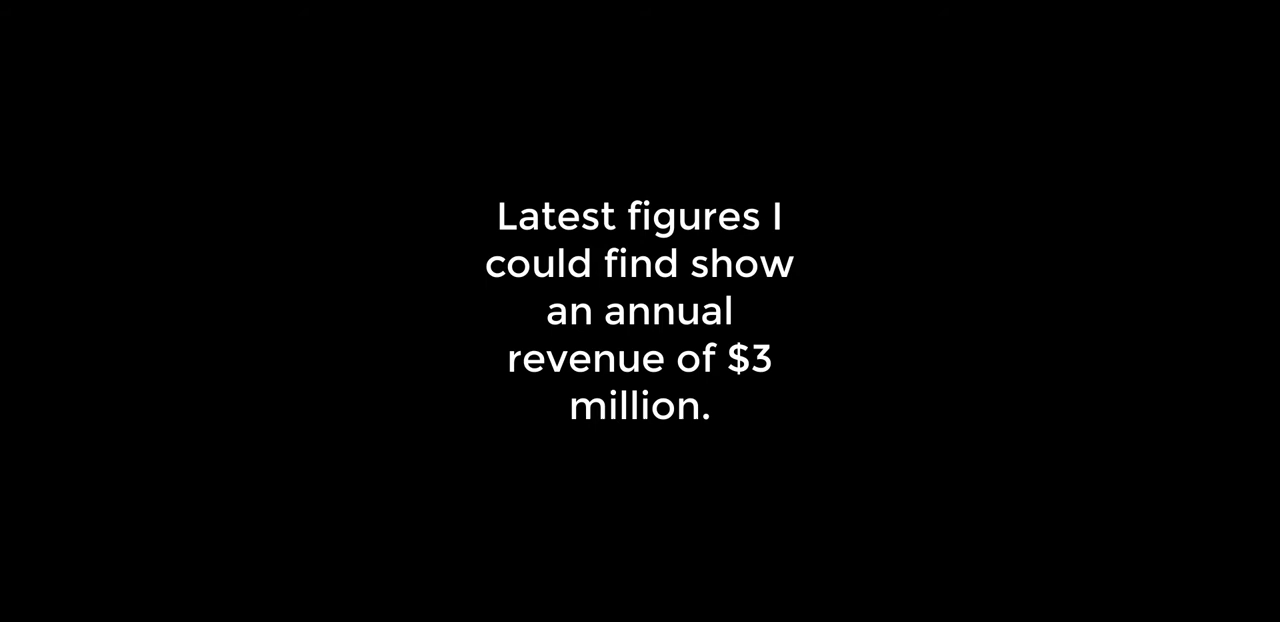 Latest figures I
could find show
an annual
revenue of $3
million.